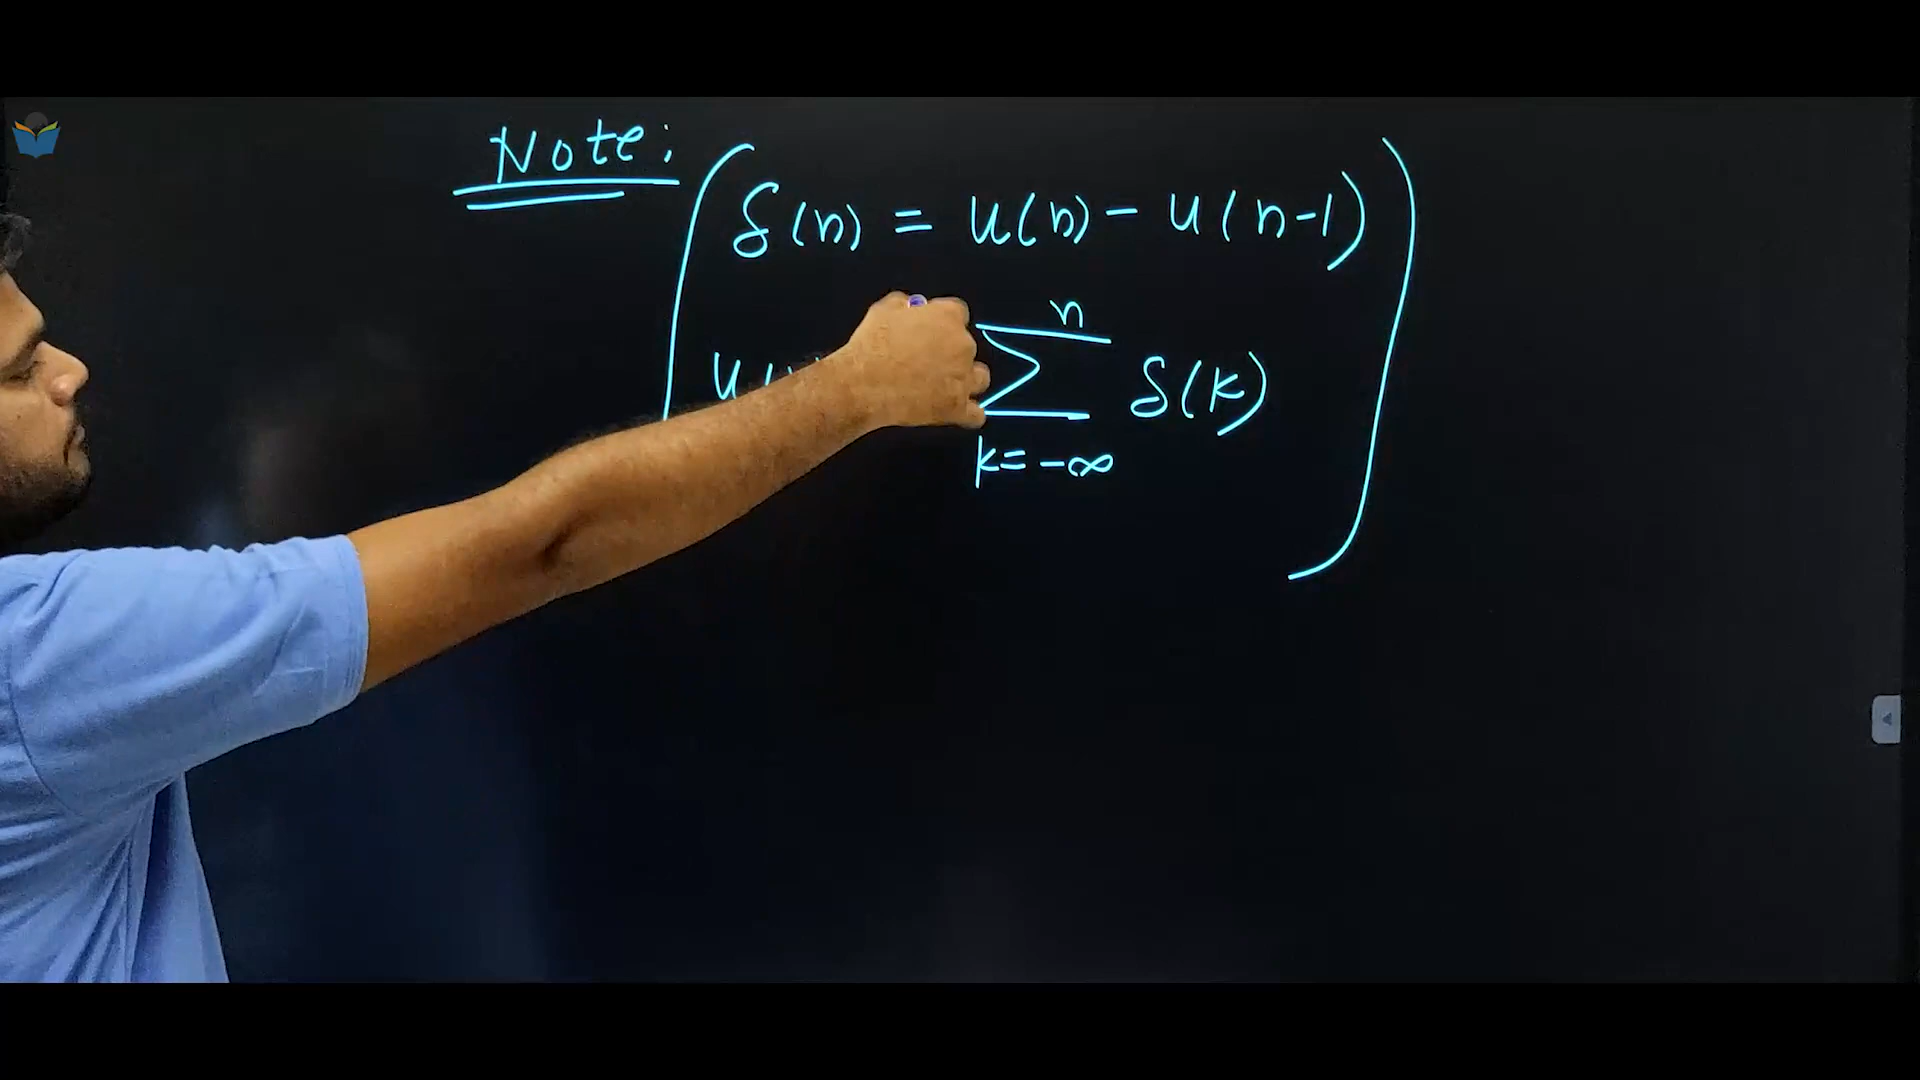 Note:
δ(n) = u(n) - u(n-1)
n
u( Σ δ(k)
k= -∞